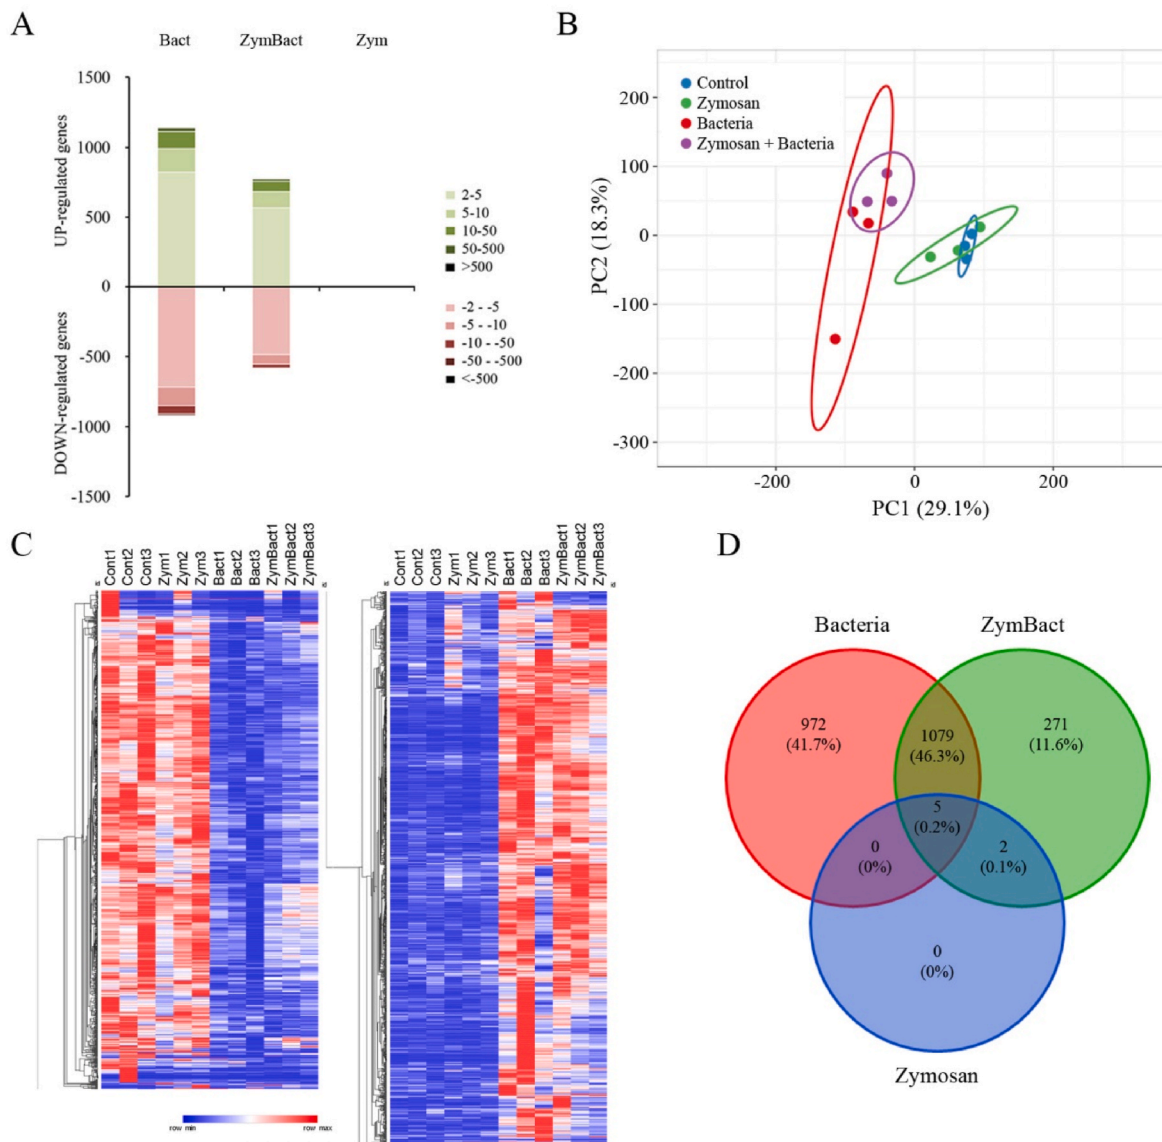 A
Bact ZymBact Zym
UP-regulated genes
DOWN-regulated genes
1500
1000
500
0
-500
-1000
-1500
2-5
5-10
10-50
50-500
>500
-2 - -5
-5 - -10
-10 - -50
-50 - -500
<-500
B
Control
Zymosan
Bacteria
Zymosan + Bacteria
PC2 (18.3%)
200
100
0
-100
-200
-300
-200 0 200
PC1 (29.1%)
C
Cont1 Cont2 Cont3 Zym1 Zym2 Zym3 Bact1 Bact2 Bact3 ZymBact1 ZymBact2 ZymBact3
Cont1 Cont2 Cont3 Zym1 Zym2 Zym3 Bact1 Bact2 Bact3 ZymBact1 ZymBact2 ZymBact3
row min row max
D
Bacteria ZymBact
972
(41.7%)
1079
(46.3%)
271
(11.6%)
5
(0.2%)
0
(0%)
2
(0.1%)
0
(0%)
Zymosan